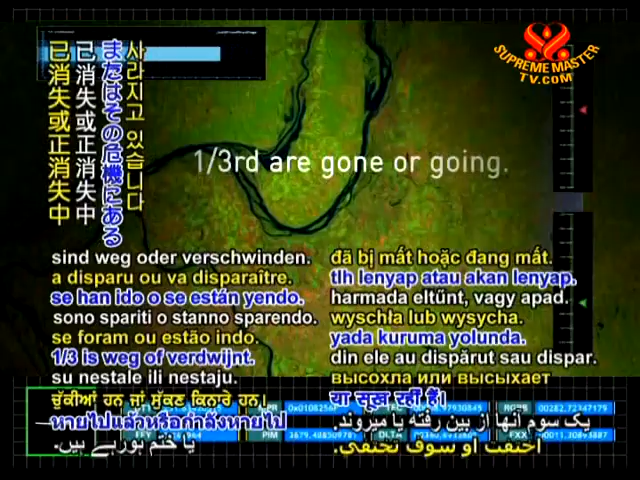 SUPREME MASTER
TV.COM
1/3rd are gone or going.
사라지고 있습니다
またはその危機にある
已消失或正消失中
已消失或正消失中
sind weg oder verschwinden.
a disparu ou va disparaître.
se han ido o se están yendo.
sono spariti o stanno sparendo.
se foram ou estão indo.
1/3 is weg of verdwijnt.
su nestale ili nestaju.
ਚੁੱਕੀਆਂ ਹਨ ਜਾਂ ਸੁੱਕਣ ਕਿਨਾਰੇ ਹਨ।
หายไปแล้วหรือกำลังหายไป
یا ختم ہو رہے ہیں.
đã bị mất hoặc đang mất.
tlh lenyap atau akan lenyap.
harmada eltűnt, vagy apad.
wyschła lub wysycha.
yada kuruma yolunda.
din ele au dispărut sau dispar.
высохла или высыхает
या सूख रहीं हैं।
یک سوم آنها از بین رفته یا میروند.
اختفت او سوف تختفي.
PIM
DLTA
FXX
00282.72347179